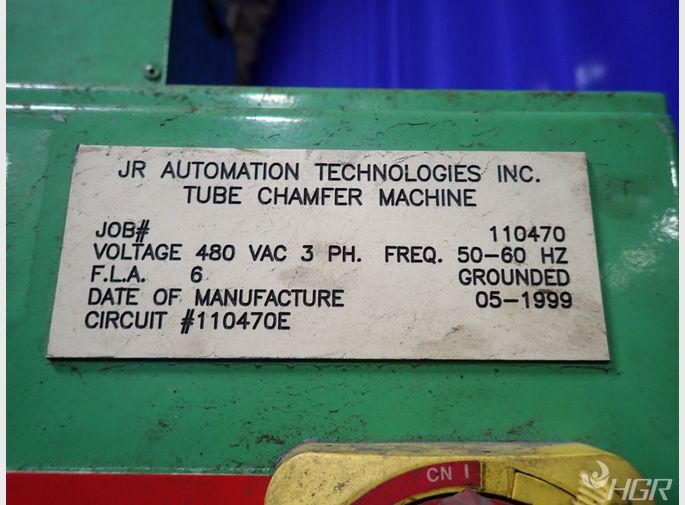 JR AUTOMATION TECHNOLOGIES INC.
TUBE CHAMFER MACHINE
JOB# 110470
VOLTAGE 480 VAC 3 PH. FREQ. 50-60 HZ
F.L.A. 6 GROUNDED
DATE OF MANUFACTURE 05-1999
CIRCUIT #110470E
CN I
HGR